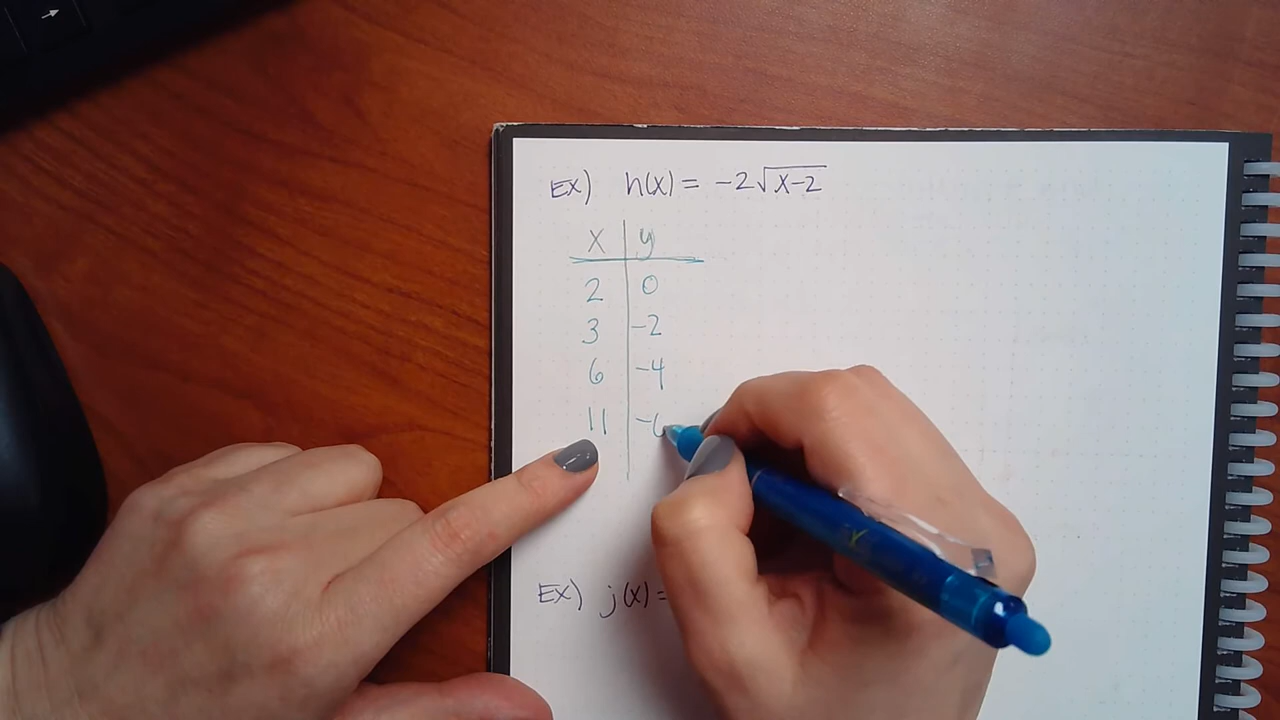 EX) h(x) = -2√x-2
x y
2 0
3 -2
6 -4
11 -6
EX) j(x) =